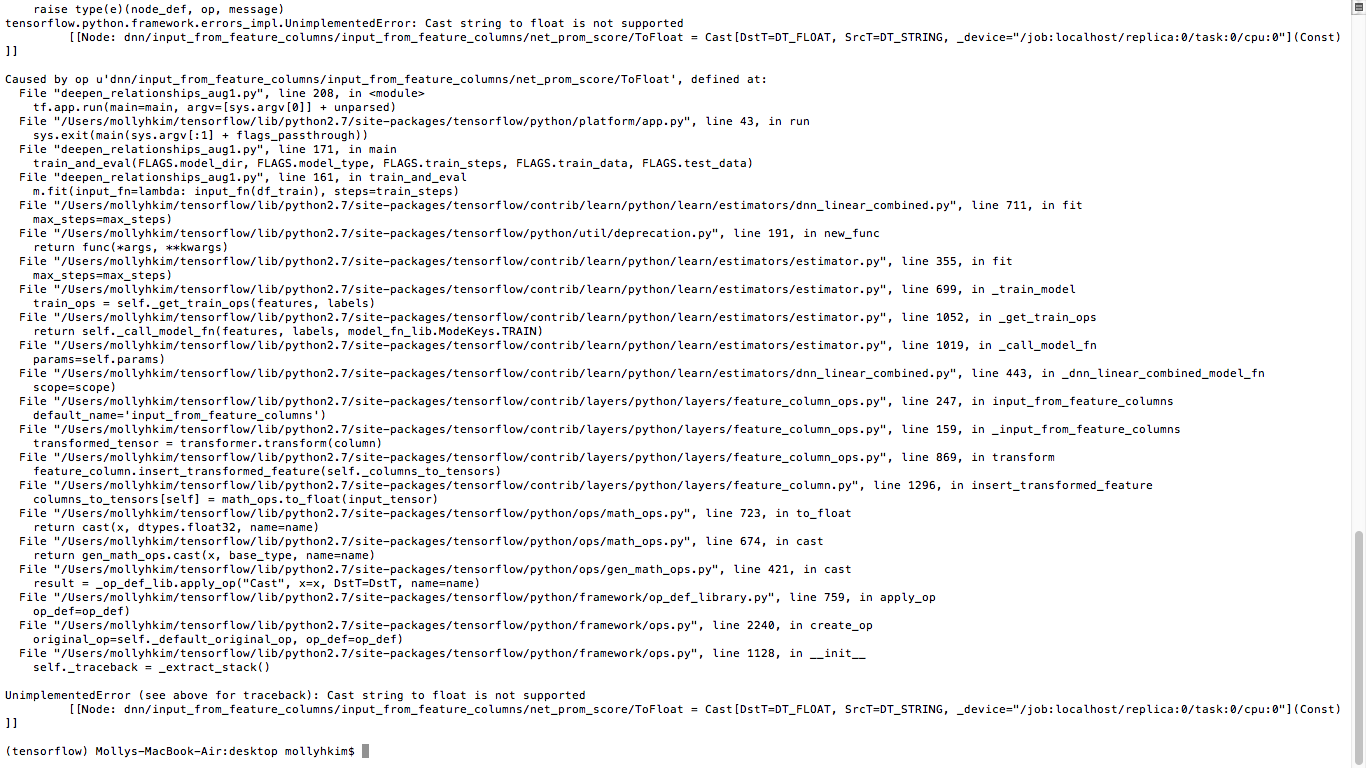 raise type(e)(node_def, op, message)
tensorflow.python.framework.errors_impl.UnimplementedError: Cast string to float is not supported
         [[Node: dnn/input_from_feature_columns/input_from_feature_columns/net_prom_score/ToFloat = Cast[DstT=DT_FLOAT, SrcT=DT_STRING, _device="/job:localhost/replica:0/task:0/cpu:0"](Const)
]]

Caused by op u'dnn/input_from_feature_columns/input_from_feature_columns/net_prom_score/ToFloat', defined at:
  File "deepen_relationships_aug1.py", line 208, in <module>
    tf.app.run(main=main, argv=[sys.argv[0]] + unparsed)
  File "/Users/mollyhkim/tensorflow/lib/python2.7/site-packages/tensorflow/python/platform/app.py", line 43, in run
    sys.exit(main(sys.argv[:1] + flags_passthrough))
  File "deepen_relationships_aug1.py", line 171, in main
    train_and_eval(FLAGS.model_dir, FLAGS.model_type, FLAGS.train_steps, FLAGS.train_data, FLAGS.test_data)
  File "deepen_relationships_aug1.py", line 161, in train_and_eval
    m.fit(input_fn=lambda: input_fn(df_train), steps=train_steps)
  File "/Users/mollyhkim/tensorflow/lib/python2.7/site-packages/tensorflow/contrib/learn/python/learn/estimators/dnn_linear_combined.py", line 711, in fit
    max_steps=max_steps)
  File "/Users/mollyhkim/tensorflow/lib/python2.7/site-packages/tensorflow/python/util/deprecation.py", line 191, in new_func
    return func(*args, **kwargs)
  File "/Users/mollyhkim/tensorflow/lib/python2.7/site-packages/tensorflow/contrib/learn/python/learn/estimators/estimator.py", line 355, in fit
    max_steps=max_steps)
  File "/Users/mollyhkim/tensorflow/lib/python2.7/site-packages/tensorflow/contrib/learn/python/learn/estimators/estimator.py", line 699, in _train_model
    train_ops = self._get_train_ops(features, labels)
  File "/Users/mollyhkim/tensorflow/lib/python2.7/site-packages/tensorflow/contrib/learn/python/learn/estimators/estimator.py", line 1052, in _get_train_ops
    return self._call_model_fn(features, labels, model_fn_lib.ModeKeys.TRAIN)
  File "/Users/mollyhkim/tensorflow/lib/python2.7/site-packages/tensorflow/contrib/learn/python/learn/estimators/estimator.py", line 1019, in _call_model_fn
    params=self.params)
  File "/Users/mollyhkim/tensorflow/lib/python2.7/site-packages/tensorflow/contrib/learn/python/learn/estimators/dnn_linear_combined.py", line 443, in _dnn_linear_combined_model_fn
    scope=scope)
  File "/Users/mollyhkim/tensorflow/lib/python2.7/site-packages/tensorflow/contrib/layers/python/layers/feature_column_ops.py", line 247, in input_from_feature_columns
    default_name='input_from_feature_columns')
  File "/Users/mollyhkim/tensorflow/lib/python2.7/site-packages/tensorflow/contrib/layers/python/layers/feature_column_ops.py", line 159, in _input_from_feature_columns
    transformed_tensor = transformer.transform(column)
  File "/Users/mollyhkim/tensorflow/lib/python2.7/site-packages/tensorflow/contrib/layers/python/layers/feature_column_ops.py", line 869, in transform
    feature_column.insert_transformed_feature(self._columns_to_tensors)
  File "/Users/mollyhkim/tensorflow/lib/python2.7/site-packages/tensorflow/contrib/layers/python/layers/feature_column.py", line 1296, in insert_transformed_feature
    columns_to_tensors[self] = math_ops.to_float(input_tensor)
  File "/Users/mollyhkim/tensorflow/lib/python2.7/site-packages/tensorflow/python/ops/math_ops.py", line 723, in to_float
    return cast(x, dtypes.float32, name=name)
  File "/Users/mollyhkim/tensorflow/lib/python2.7/site-packages/tensorflow/python/ops/math_ops.py", line 674, in cast
    return gen_math_ops.cast(x, base_type, name=name)
  File "/Users/mollyhkim/tensorflow/lib/python2.7/site-packages/tensorflow/python/ops/gen_math_ops.py", line 421, in cast
    result = _op_def_lib.apply_op("Cast", x=x, DstT=DstT, name=name)
  File "/Users/mollyhkim/tensorflow/lib/python2.7/site-packages/tensorflow/python/framework/op_def_library.py", line 759, in apply_op
    op_def=op_def)
  File "/Users/mollyhkim/tensorflow/lib/python2.7/site-packages/tensorflow/python/framework/ops.py", line 2240, in create_op
    original_op=self._default_original_op, op_def=op_def)
  File "/Users/mollyhkim/tensorflow/lib/python2.7/site-packages/tensorflow/python/framework/ops.py", line 1128, in __init__
    self._traceback = _extract_stack()

UnimplementedError (see above for traceback): Cast string to float is not supported
         [[Node: dnn/input_from_feature_columns/input_from_feature_columns/net_prom_score/ToFloat = Cast[DstT=DT_FLOAT, SrcT=DT_STRING, _device="/job:localhost/replica:0/task:0/cpu:0"](Const)
]]

(tensorflow) Mollys-MacBook-Air:desktop mollyhkim$